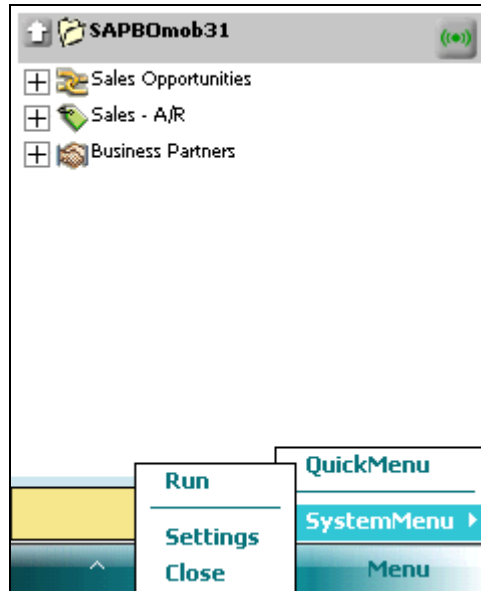 SAPBOmob31
Sales Opportunities
Sales - A/R
Business Partners
QuickMenu
Run
SystemMenu
Settings
Close
Menu